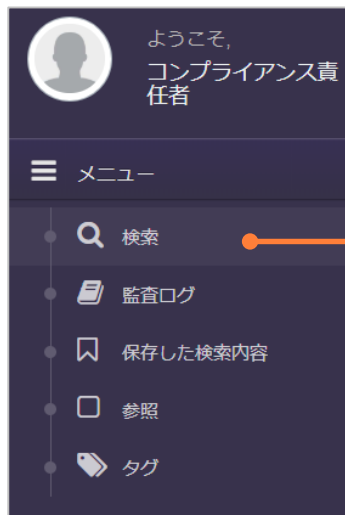 ようこそ,
コンプライアンス責
任者
メニュー
検索
監査ログ
保存した検索内容
参照
タグ